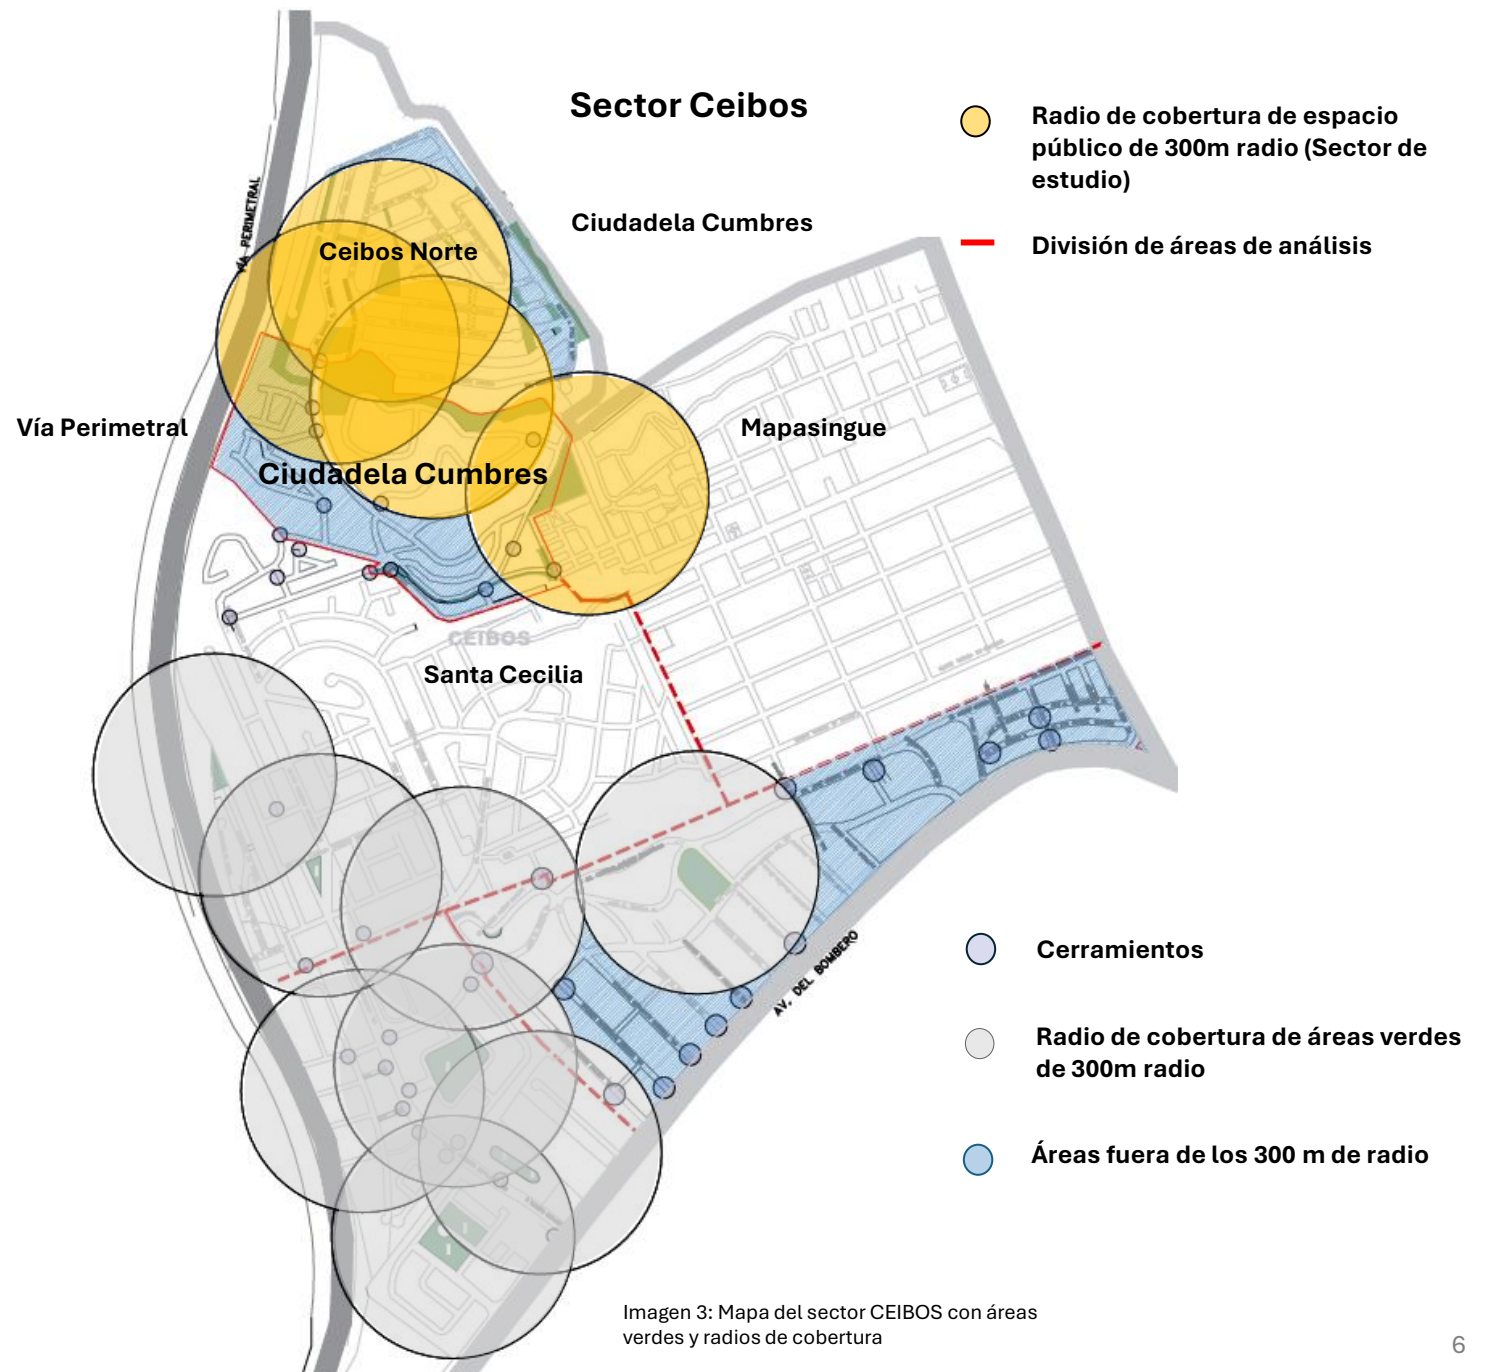 Sector Ceibos
Radio de cobertura de espacio
público de 300m radio (Sector de
estudio)
División de áreas de análisis
VÍA PERIMETRAL
Ciudadela Cumbres
Ceibos Norte
Vía Perimetral
Mapasingue
Ciudadela Cumbres
CEIBOS
Santa Cecilia
AV. DEL BOMBERO
Cerramientos
Radio de cobertura de áreas verdes
de 300m radio
Áreas fuera de los 300 m de radio
Imagen 3: Mapa del sector CEIBOS con áreas
verdes y radios de cobertura
6